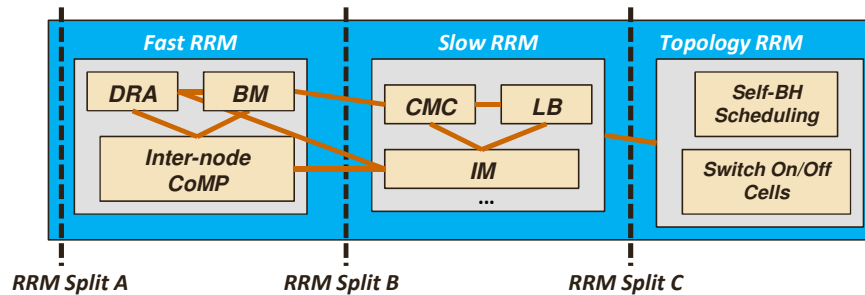 Fast RRM
Slow RRM
Topology RRM
DRA
BM
Inter-node
CoMP
CMC
LB
IM
...
Self-BH
Scheduling
Switch On/Off
Cells
RRM Split A
RRM Split B
RRM Split C